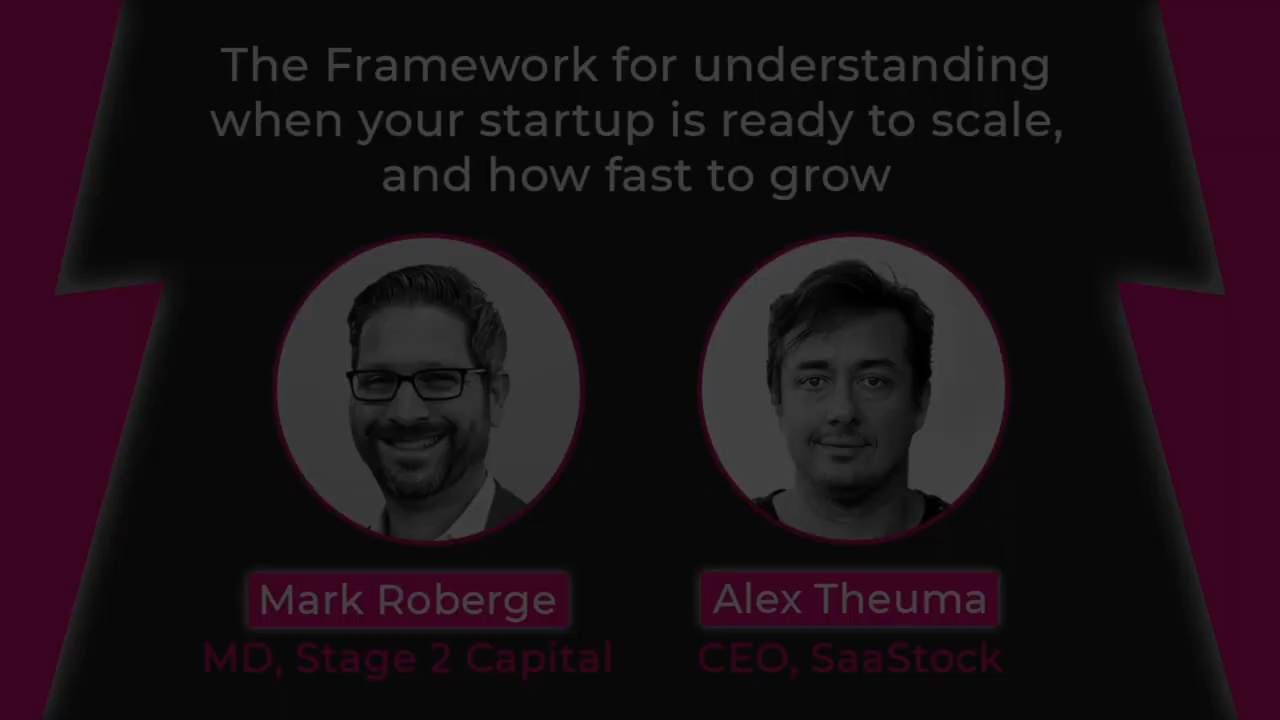 The Framework for understanding
when your startup is ready to scale,
and how fast to grow
Mark Roberge
Alex Theuma
MD, Stage 2 Capital
CEO, SaaStock